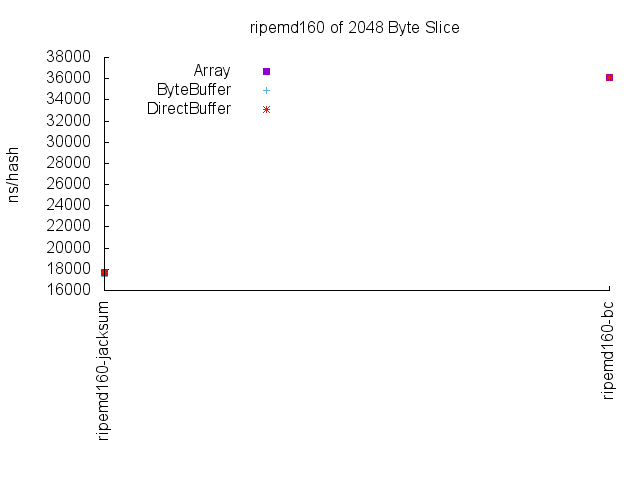 ripemd160 of 2048 Byte Slice
38000
36000
34000
32000
30000
28000
26000
24000
22000
20000
18000
16000
ns/hash
Array
ByteBuffer
DirectBuffer
ripemd160-jacksum
ripemd160-bc